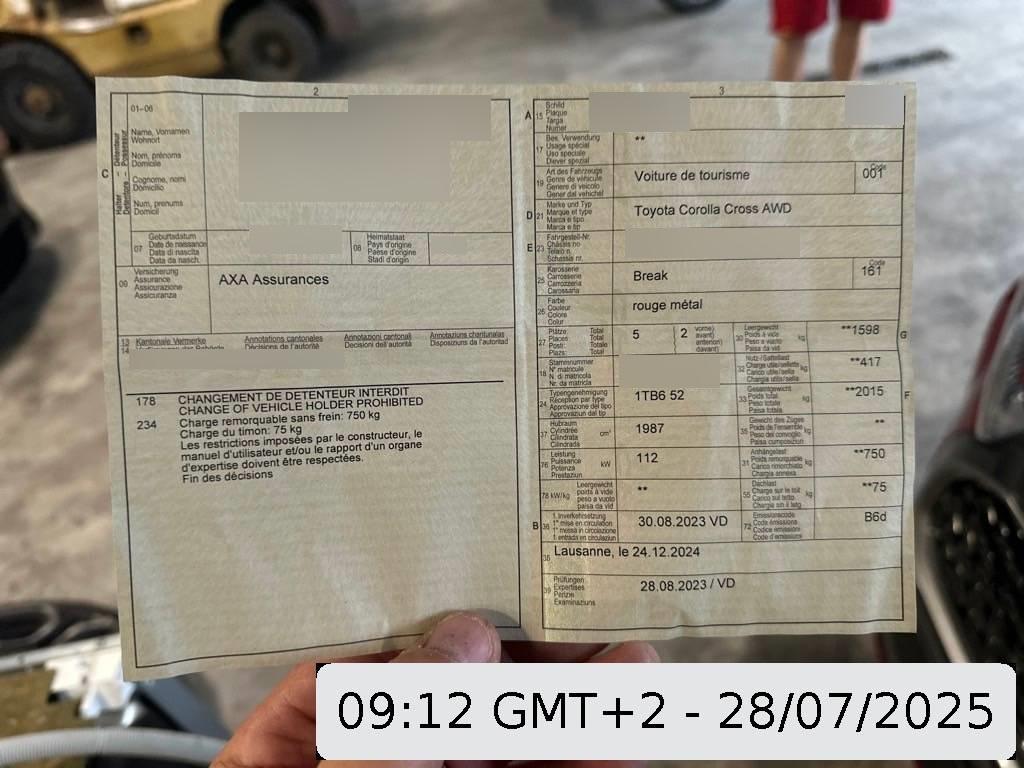 2
01–06
Name, Vornamen
Wohnort
Nom, prénoms
Domicile
Cognome, nomi
Domicilio
Num, prenums
Domicil
C
Halter – Détenteur
Detentore – Possessur
07
Geburtsdatum
Date de naissance
Data di nascita
Data da nasch.
08
Heimatstaat
Pays d'origine
Paese d'origine
Stadi d'origin
09
Versicherung
Assurance
Assicurazione
Assicuranza
AXA Assurances
13
14
Kantonale Vermerke
Annotations cantonales
Annotazioni cantonali
Annotaziuns chantunalas
Verfügungen der Behörde
Décisions de l'autorité
Decisioni dell'autorità
Disposiziuns da l'autoritad
178 CHANGEMENT DE DETENTEUR INTERDIT
CHANGE OF VEHICLE HOLDER PROHIBITED
234 Charge remorquable sans frein: 750 kg
Charge du timon: 75 kg
Les restrictions imposées par le constructeur, le
manuel d'utilisateur et/ou le rapport d'un organe
d'expertise doivent être respectées.
Fin des décisions
3
A 15
Schild
Plaque
Targa
Numer
17
Bes. Verwendung
Usage spécial
Uso speciale
Diever spezial
**
19
Art des Fahrzeugs
Genre de véhicule
Genere di veicolo
Gener dal vehichel
Voiture de tourisme
Code
001
D 21
Marke und Typ
Marque et type
Marca e tipo
Marca e tip
Toyota Corolla Cross AWD
E 23
Fahrgestell-Nr.
Châssis no
Telaio n.
Schassis nr.
25
Karosserie
Carrosserie
Carrozzeria
Carossaria
Break
Code
161
26
Farbe
Couleur
Colore
Colur
rouge métal
27
Plätze: Total
Places: Total
Posti: Totale
Plazs: Total
5
2
vorne)
avant)
anteriori)
davant)
30
Leergewicht
Poids à vide
Peso a vuoto
Paisa da vid
kg
**1598
G
18
Stammnummer
N° matricule
N. di matricola
Nr. da matricla
32
Nutz-/Sattellast
Charge utile/sellette
Carico utile/sella
Chargia utila/sella
kg
**417
24
Typengenehmigung
Réception par type
Approvazione del tipo
Approvaziun dal tip
1TB6 52
33
Gesamtgewicht
Poids total
Peso totale
Paisa totala
kg
**2015
F
37
Hubraum
Cylindrée
Cilindrata
Cilindrada
cm³
1987
35
Gewicht des Zuges
Poids de l'ensemble
Peso del convoglio
Paisa cumposiziun
kg
**
76
Leistung
Puissance
Potenza
Prestaziun
kW
112
31
Anhängelast
Poids remorquable
Carico rimorchiato
Chargia annexa
kg
**750
78 kW/kg
Leergewicht
poids à vide
peso a vuoto
paisa da vid
**
55
Dachlast
Charge sur le toit
Carico sul tetto
Chargia sin il tetg
kg
**75
B 36
1. Inverkehrsetzung
1re mise en circulation
1a messa in circolazione
1. entrada en circulaziun
30.08.2023 VD
72
Emissionscode
Code émissions
Codice emissioni
Code d'emissiuns
B6d
38
Lausanne, le 24.12.2024
39
Prüfungen
Expertises
Perizie
Examinaziuns
28.08.2023 / VD
09:12 GMT+2 - 28/07/2025